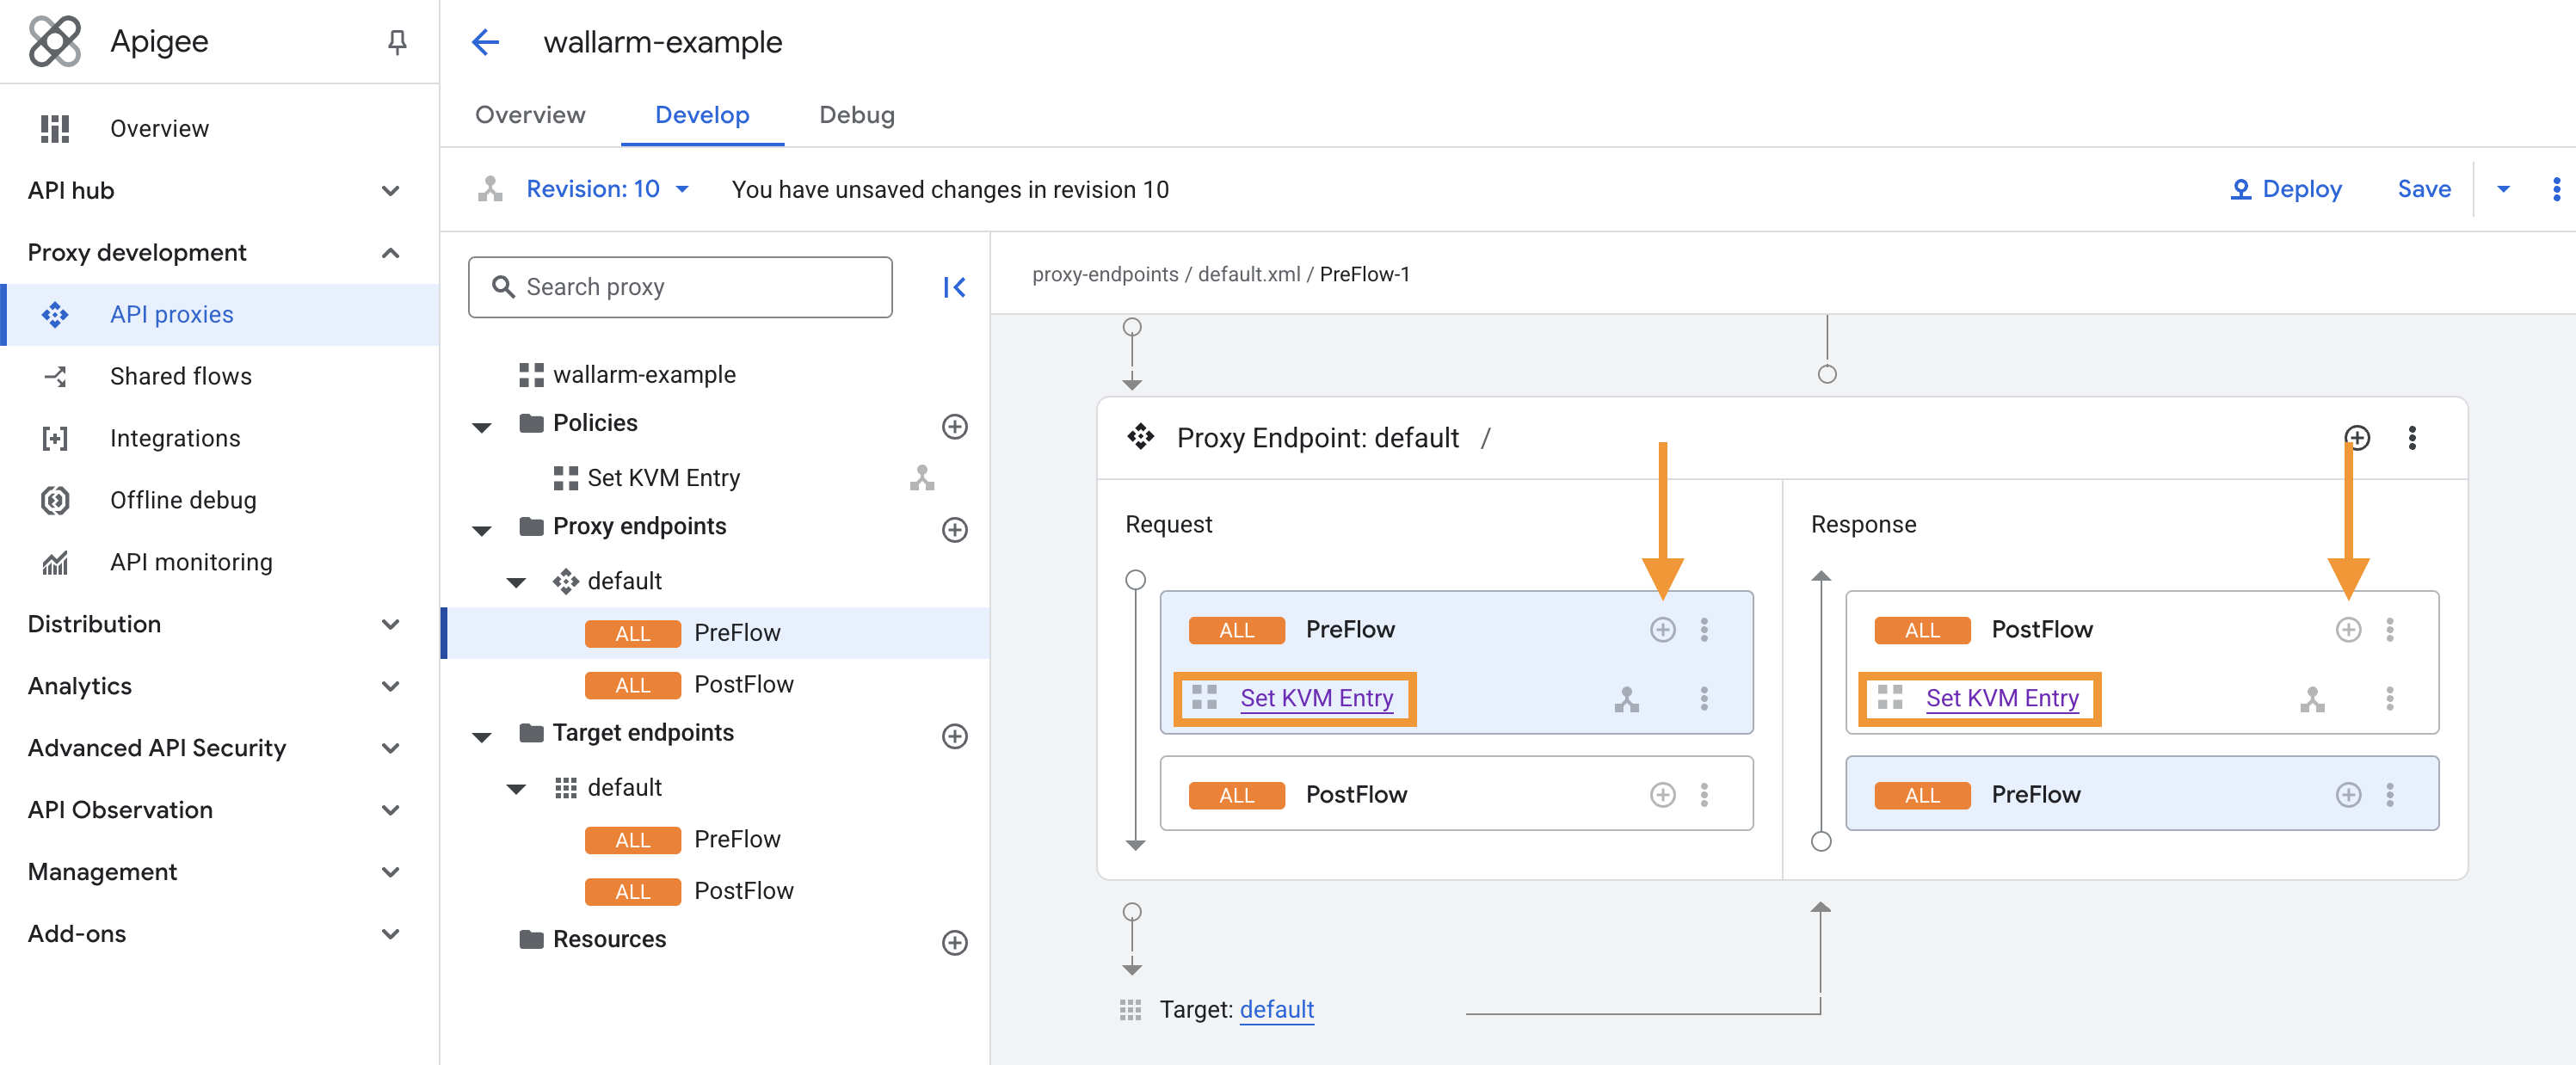 Apigee
Overview
API hub
Proxy development
API proxies
Shared flows
Integrations
Offline debug
API monitoring
Distribution
Analytics
Advanced API Security
API Observation
Management
Add-ons
wallarm-example
Overview Develop Debug
Revision: 10 You have unsaved changes in revision 10 Deploy Save
Search proxy
wallarm-example
Policies
Set KVM Entry
Proxy endpoints
default
ALL PreFlow
ALL PostFlow
Target endpoints
default
ALL PreFlow
ALL PostFlow
Resources
proxy-endpoints / default.xml / PreFlow-1
Proxy Endpoint: default /
Request
ALL PreFlow
Set KVM Entry
ALL PostFlow
Response
ALL PostFlow
Set KVM Entry
ALL PreFlow
Target: default